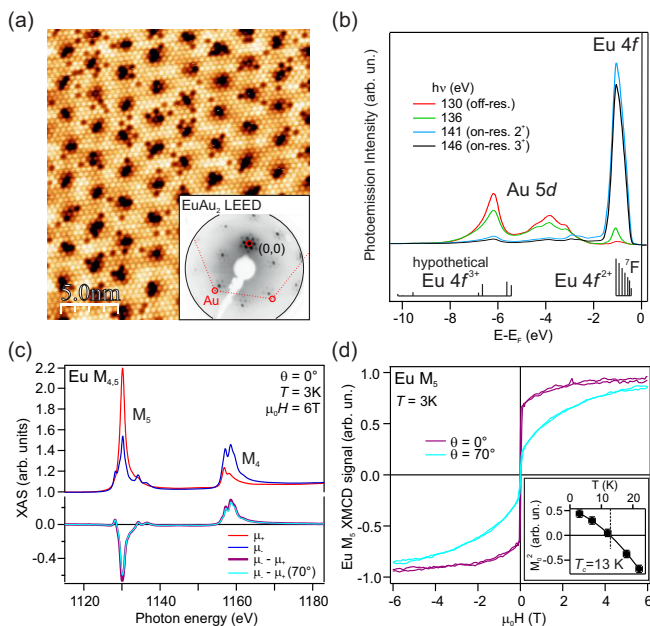 (a)
5.0nm
EuAu2 LEED
(0,0)
Au
(b)
Photoemission Intensity (arb. un.)
Eu 4f
hν (eV)
130 (off-res.)
136
141 (on-res. 2+)
146 (on-res. 3+)
Au 5d
hypothetical
Eu 4f3+
Eu 4f2+
7F
-10 -8 -6 -4 -2 0
E-EF (eV)
(c)
XAS (arb. units)
Eu M4,5
θ = 0°
T = 3K
μ0H = 6T
M5
M4
2.2
2.0
1.8
1.6
1.4
1.2
1.0
0.0
-0.4
μ+
μ-
μ- - μ+
μ- - μ+ (70°)
1120 1140 1160 1180
Photon energy (eV)
(d)
Eu M5 XMCD signal (arb. un.)
Eu M5
T = 3K
θ = 0°
θ = 70°
1.0
0.5
0.0
-0.5
-1.0
T (K)
0 10 20
M0² (arb. un.)
0.5
0.0
-0.5
Tc=13 K
-6 -4 -2 0 2 4 6
μ0H (T)